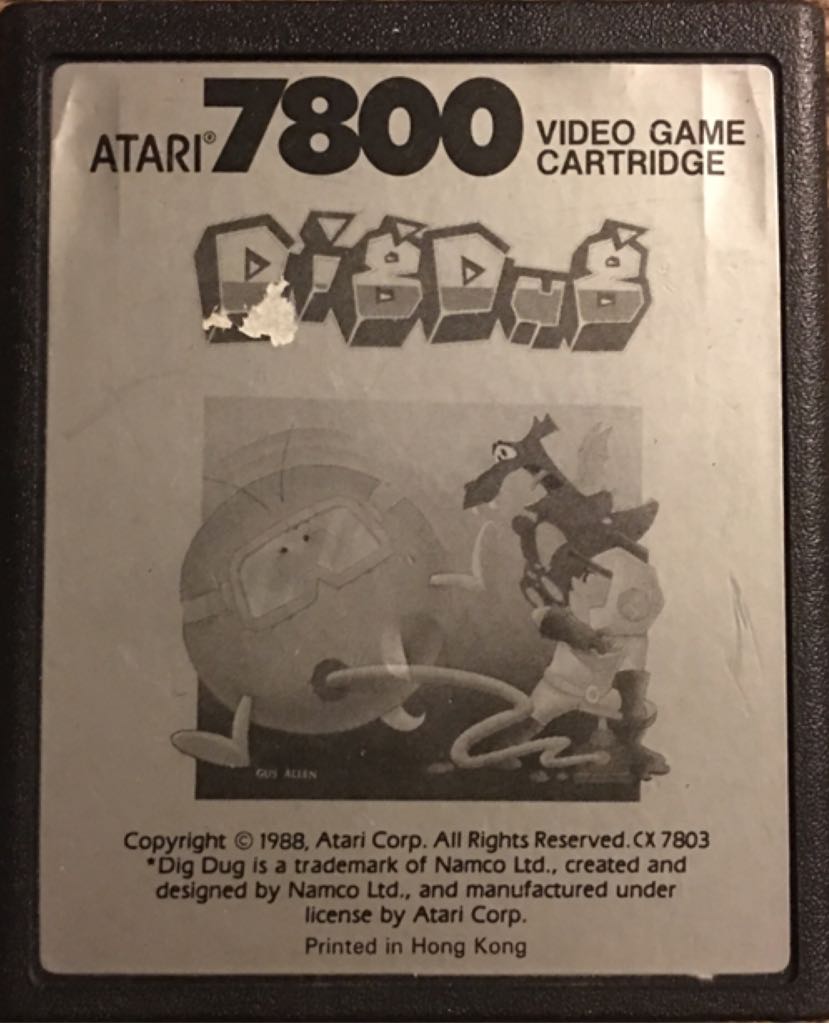 ATARI® 7800 VIDEO GAME
CARTRIDGE
DIG DUG
GUS ALLEN
Copyright © 1988, Atari Corp. All Rights Reserved. CX 7803
*Dig Dug is a trademark of Namco Ltd., created and
designed by Namco Ltd., and manufactured under
license by Atari Corp.
Printed in Hong Kong